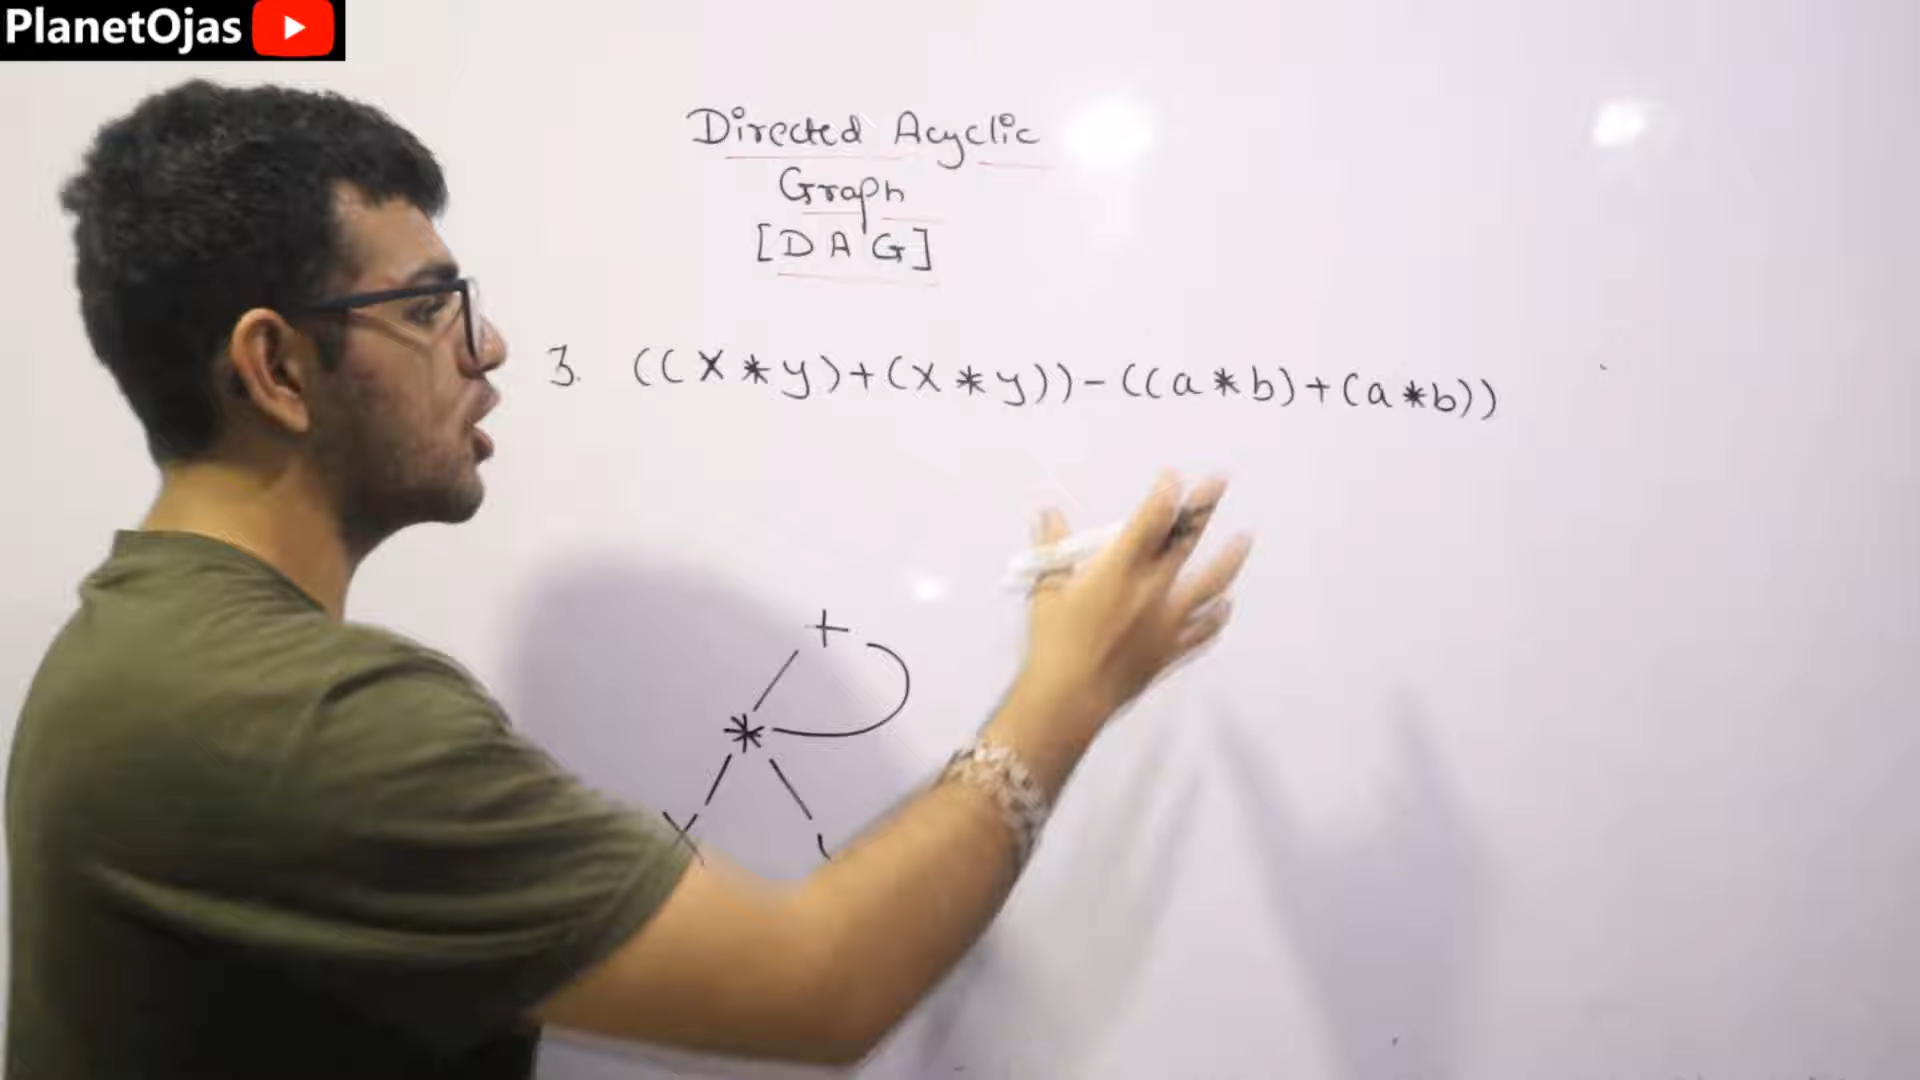 PlanetOjas
Directed Acyclic
Graph
[DAG]
3. ((X*y)+(X*y))-((a*b)+(a*b))
+
*
X